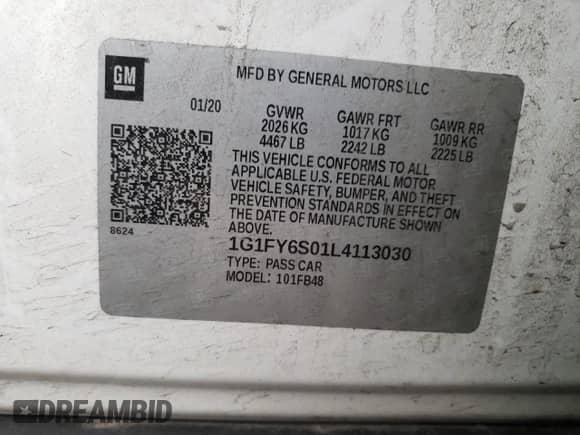 GM
MFD BY GENERAL MOTORS LLC
01/20
GVWR GAWR FRT GAWR RR
2026 KG 1017 KG 1009 KG
4467 LB 2242 LB 2225 LB
THIS VEHICLE CONFORMS TO ALL
APPLICABLE U.S. FEDERAL MOTOR
VEHICLE SAFETY, BUMPER, AND THEFT
PREVENTION STANDARDS IN EFFECT ON
THE DATE OF MANUFACTURE SHOWN
ABOVE.
8624
1G1FY6S01L4113030
TYPE: PASS CAR
MODEL: 101FB48
DREAMBID